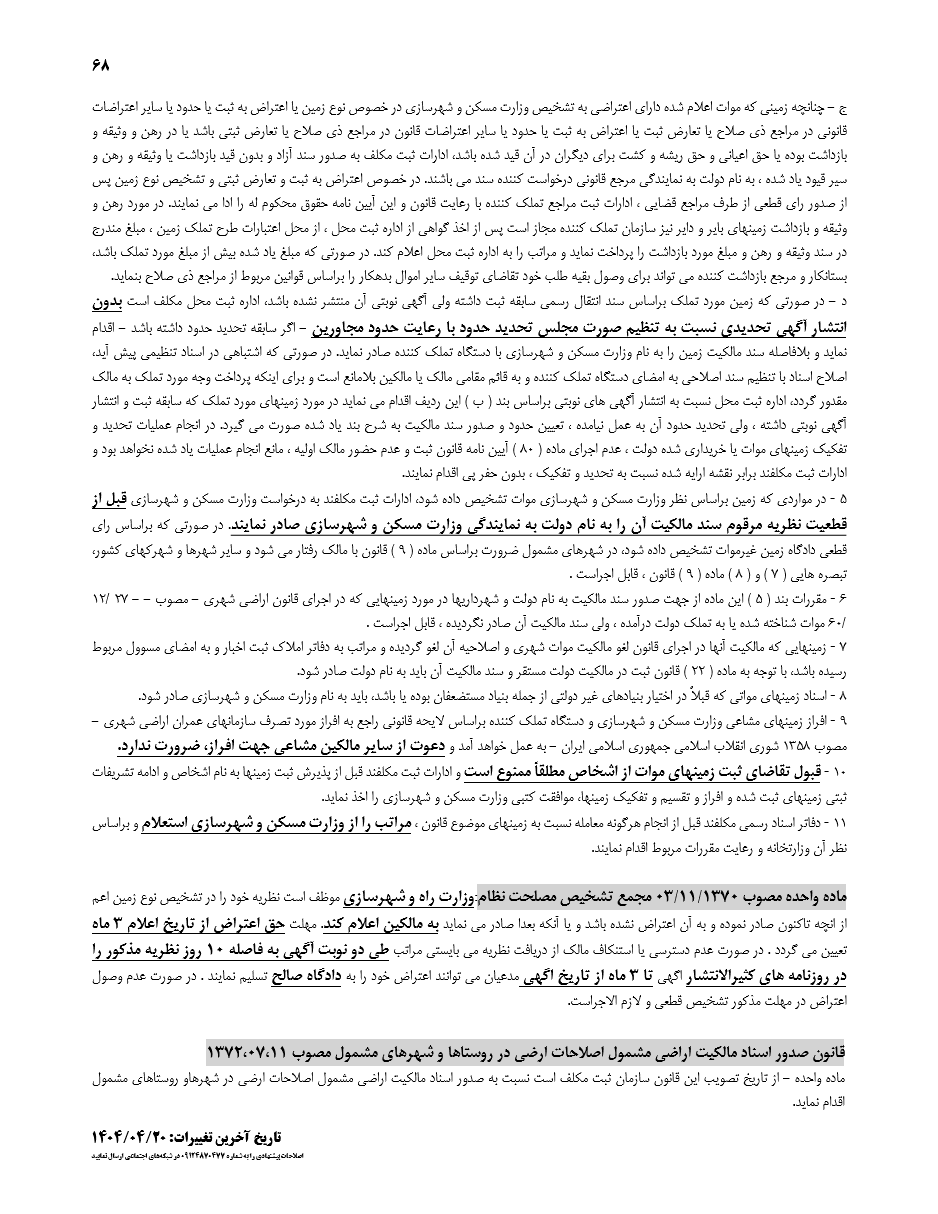 ۶۸
ج – چنانچه زمینی که موات اعلام شده دارای اعتراضی به تشخیص وزارت مسکن و شهرسازی در خصوص نوع زمین یا اعتراض به ثبت یا حدود یا سایر اعتراضات
قانونی در مراجع ذی صلاح یا تعارض ثبت یا اعتراض به ثبت یا حدود یا سایر اعتراضات قانون در مراجع ذی صلاح یا تعارض ثبتی باشد یا در رهن و وثیقه و
بازداشت بوده یا حق اعیانی و حق ریشه و کشت برای دیگران در آن قید شده باشد، ادارات ثبت مکلف به صدور سند آزاد و بدون قید بازداشت یا وثیقه و رهن و
سیر قیود یاد شده ، به نام دولت به نمایندگی مرجع قانونی درخواست کننده سند می باشند. در خصوص اعتراض به ثبت و تعارض ثبتی و تشخیص نوع زمین پس
از صدور رای قطعی از طرف مراجع قضایی ، ادارات ثبت مراجع تملک کننده با رعایت قانون و این آیین نامه حقوق محکوم له را ادا می نمایند. در مورد رهن و
وثیقه و بازداشت زمینهای بایر و دایر نیز سازمان تملک کننده مجاز است پس از اخذ گواهی از اداره ثبت محل ، از محل اعتبارات طرح تملک زمین ، مبلغ مندرج
در سند وثیقه و رهن و مبلغ مورد بازداشت را پرداخت نماید و مراتب را به اداره ثبت محل اعلام کند. در صورتی که مبلغ یاد شده بیش از مبلغ مورد تملک باشد،
بستانکار و مرجع بازداشت کننده می تواند برای وصول بقیه طلب خود تقاضای توقیف سایر اموال بدهکار را براساس قوانین مربوط از مراجع ذی صلاح بنماید.
د – در صورتی که زمین مورد تملک براساس سند انتقال رسمی سابقه ثبت داشته ولی آگهی نوبتی آن منتشر نشده باشد، اداره ثبت محل مکلف است بدون
انتشار آگهی تحدیدی نسبت به تنظیم صورت مجلس تحدید حدود با رعایت حدود مجاورین – اگر سابقه تحدید حدود داشته باشد – اقدام
نماید و بلافاصله سند مالکیت زمین را به نام وزارت مسکن و شهرسازی با دستگاه تملک کننده صادر نماید. در صورتی که اشتباهی در اسناد تنظیمی پیش آید،
اصلاح اسناد با تنظیم سند اصلاحی به امضای دستگاه تملک کننده و به قائم مقامی مالک یا مالکین بلامانع است و برای اینکه پرداخت وجه مورد تملک به مالک
مقدور گردد، اداره ثبت محل نسبت به انتشار آگهی های نوبتی براساس بند ( ب ) این ردیف اقدام می نماید در مورد زمینهای مورد تملک که سابقه ثبت و انتشار
آگهی نوبتی داشته ، ولی تحدید حدود آن به عمل نیامده ، تعیین حدود و صدور سند مالکیت به شرح بند یاد شده صورت می گیرد. در انجام عملیات تحدید و
تفکیک زمینهای موات یا خریداری شده دولت ، عدم اجرای ماده ( ۸۰ ) آیین نامه قانون ثبت و عدم حضور مالک اولیه ، مانع انجام عملیات یاد شده نخواهد بود و
ادارات ثبت مکلفند برابر نقشه ارایه شده نسبت به تحدید و تفکیک ، بدون حفر پی اقدام نمایند.
۵ - در مواردی که زمین براساس نظر وزارت مسکن و شهرسازی موات تشخیص داده شود، ادارات ثبت مکلفند به درخواست وزارت مسکن و شهرسازی قبل از
قطعیت نظریه مرقوم سند مالکیت آن را به نام دولت به نمایندگی وزارت مسکن و شهرسازی صادر نمایند. در صورتی که براساس رای
قطعی دادگاه زمین غیرموات تشخیص داده شود، در شهرهای مشمول ضرورت براساس ماده ( ۹ ) قانون با مالک رفتار می شود و سایر شهرها و شهرکهای کشور،
تبصره هایی ( ۷ ) و ( ۸ ) ماده ( ۹ ) قانون ، قابل اجراست .
۶ - مقررات بند ( ۵ ) این ماده از جهت صدور سند مالکیت به نام دولت و شهرداریها در مورد زمینهایی که در اجرای قانون اراضی شهری – مصوب – – ۲۷ /۱۲
/۶۰ موات شناخته شده یا به تملک دولت درآمده ، ولی سند مالکیت آن صادر نگردیده ، قابل اجراست .
۷ - زمینهایی که مالکیت آنها در اجرای قانون لغو مالکیت موات شهری و اصلاحیه آن لغو گردیده و مراتب به دفاتر املاک ثبت اخبار و به امضای مسوول مربوط
رسیده باشد، با توجه به ماده ( ۲۲ ) قانون ثبت در مالکیت دولت مستقر و سند مالکیت آن باید به نام دولت صادر شود.
۸ - اسناد زمینهای مواتی که قبلاً در اختیار بنیادهای غیر دولتی از جمله بنیاد مستضعفان بوده یا باشد، باید به نام وزارت مسکن و شهرسازی صادر شود.
۹ - افراز زمینهای مشاعی وزارت مسکن و شهرسازی و دستگاه تملک کننده براساس لایحه قانونی راجع به افراز مورد تصرف سازمانهای عمران اراضی شهری –
مصوب ۱۳۵۸ شوری انقلاب اسلامی جمهوری اسلامی ایران – به عمل خواهد آمد و دعوت از سایر مالکین مشاعی جهت افراز، ضرورت ندارد.
۱۰ - قبول تقاضای ثبت زمینهای موات از اشخاص مطلقاً ممنوع است و ادارات ثبت مکلفند قبل از پذیرش ثبت زمینها به نام اشخاص و ادامه تشریفات
ثبتی زمینهای ثبت شده و افراز و تقسیم و تفکیک زمینها، موافقت کتبی وزارت مسکن و شهرسازی را اخذ نماید.
۱۱ - دفاتر اسناد رسمی مکلفند قبل از انجام هرگونه معامله نسبت به زمینهای موضوع قانون ، مراتب را از وزارت مسکن و شهرسازی استعلام و براساس
نظر آن وزارتخانه و رعایت مقررات مربوط اقدام نمایند.
ماده واحده مصوب ۰۳/۱۱/۱۳۷۰ مجمع تشخیص مصلحت نظام:وزارت راه و شهرسازی موظف است نظریه خود را در تشخیص نوع زمین اعم
از انچه تاکنون صادر نموده و به آن اعتراض نشده باشد و یا آنکه بعدا صادر می نماید به مالکین اعلام کند. مهلت حق اعتراض از تاریخ اعلام ۳ ماه
تعیین می گردد . در صورت عدم دسترسی یا استنکاف مالک از دریافت نظریه می بایستی مراتب طی دو نوبت آگهی به فاصله ۱۰ روز نظریه مذکور را
در روزنامه های کثیرالانتشار اگهی تا ۳ ماه از تاریخ اگهی مدعیان می توانند اعتراض خود را به دادگاه صالح تسلیم نمایند . در صورت عدم وصول
اعتراض در مهلت مذکور تشخیص قطعی و لازم الاجراست.
قانون صدور اسناد مالکیت اراضی مشمول اصلاحات ارضی در روستاها و شهرهای مشمول مصوب ۱۳۷۲،۰۷،۱۱
ماده واحده – از تاریخ تصویب این قانون سازمان ثبت مکلف است نسبت به صدور اسناد مالکیت اراضی مشمول اصلاحات ارضی در شهرهاو روستاهای مشمول
اقدام نماید.
تاریخ آخرین تغییرات: ۱۴۰۴/۰۴/۲۰
اصلاحات پیشنهادی را به شماره ۰۹۱۲۴۸۷۰۴۷۷ در شبکه‌های اجتماعی ارسال نمایید